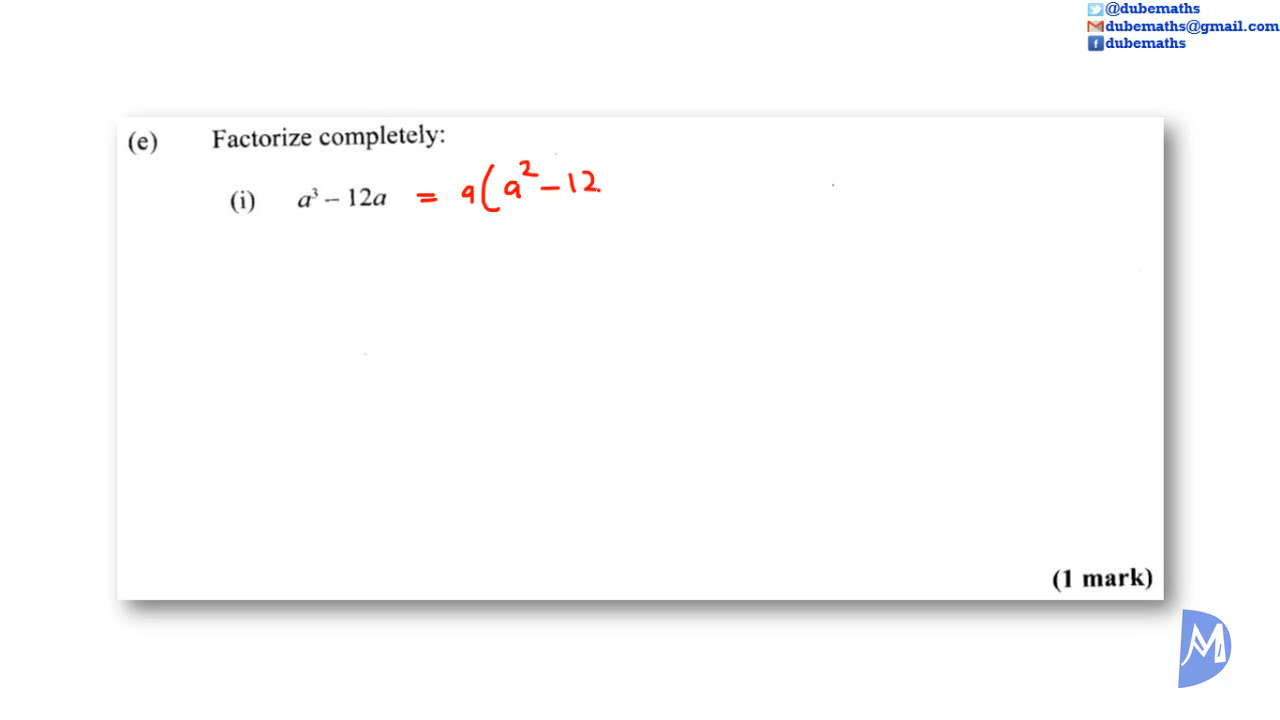 @dubemaths
dubemaths@gmail.com
dubemaths
(e) Factorize completely:
(i) a³ – 12a = a(a² – 12
(1 mark)
M